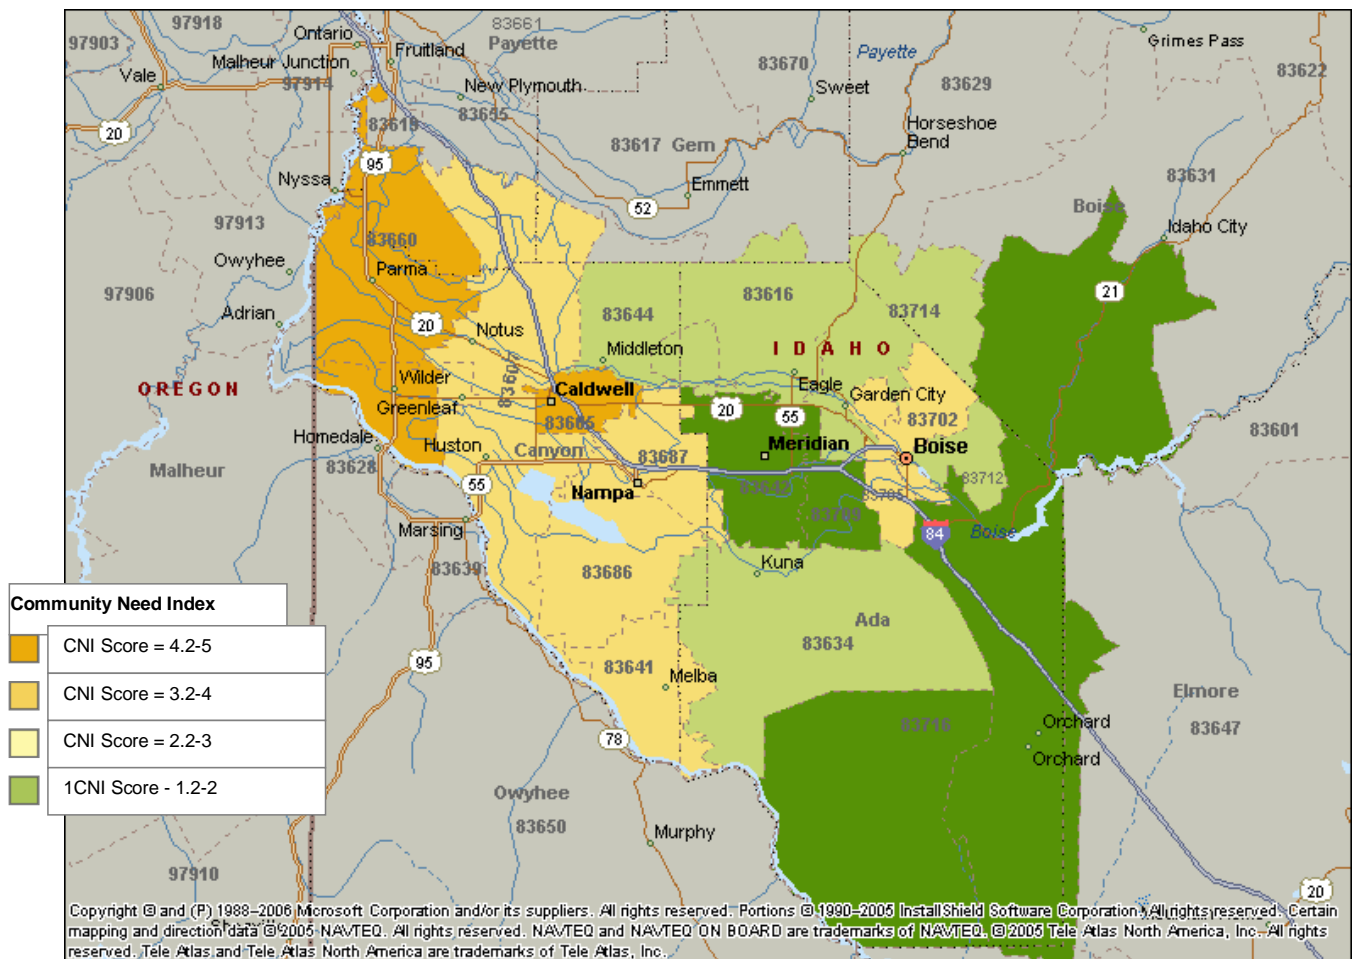 97918
83661
Ontario
Payette
97903
Fruitland
Payette
Grimes Pass
Malheur Junction
83670
83622
Vale
97914
New Plymouth
Sweet
83629
83655
83619
20
Horseshoe
Bend
83617 Gem
95
Nyssa
Emmett
83631
52
Boise
97913
Idaho City
83660
Owyhee
Parma
97906
83616
21
Adrian
83644
83714
20
Notus
Middleton
IDAHO
OREGON
Wilder
Caldwell
Eagle
Garden City
Greenleaf
20
55
83605
83702
83601
Homedale
Huston
Canyon
Meridian
Boise
83628
83687
Malheur
55
Nampa
83642
83712
83705
83709
Marsing
84
Boise
Kuna
83639
83686
Community Need Index
Ada
CNI Score = 4.2-5
83634
95
83641
Melba
CNI Score = 3.2-4
Elmore
83716
Orchard
83647
CNI Score = 2.2-3
78
Orchard
1CNI Score - 1.2-2
Owyhee
83650
Murphy
97910
20
Copyright © and (P) 1988–2006 Microsoft Corporation and/or its suppliers. All rights reserved. Portions © 1990–2005 InstallShield Software Corporation. All rights reserved. Certain
mapping and direction data © 2005 NAVTEQ. All rights reserved. NAVTEQ and NAVTEQ ON BOARD are trademarks of NAVTEQ. © 2005 Tele Atlas North America, Inc. All rights
reserved. Tele Atlas and Tele Atlas North America are trademarks of Tele Atlas, Inc.